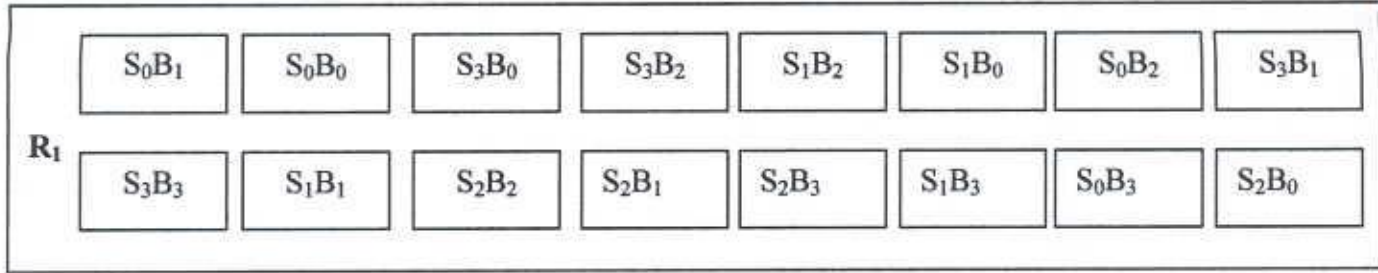 S₀B₁ S₀B₀ S₃B₀ S₃B₂ S₁B₂ S₁B₀ S₀B₂ S₃B₁
R₁
S₃B₃ S₁B₁ S₂B₂ S₂B₁ S₂B₃ S₁B₃ S₀B₃ S₂B₀